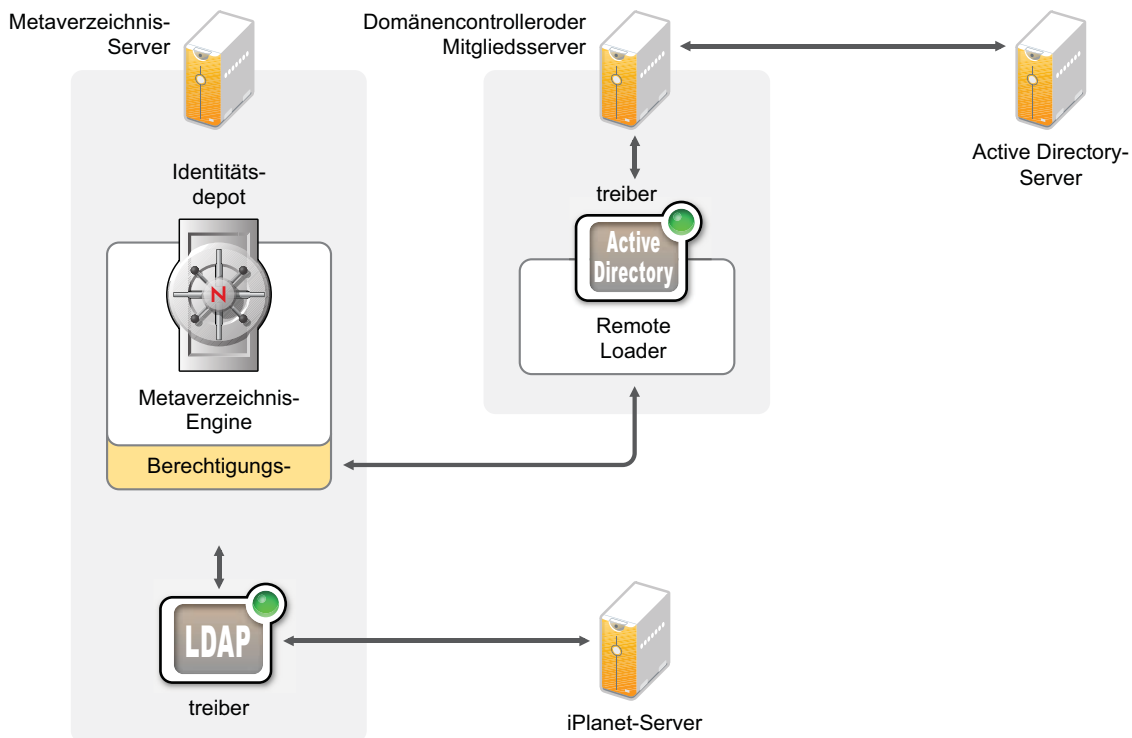 Metaverzeichnis-
Server
Domänencontrolleroder
Mitgliedsserver
Active Directory-
Server
Identitäts-
depot
N
Metaverzeichnis-
Engine
Berechtigungs-
treiber
Active
Directory
Remote
Loader
LDAP
treiber
iPlanet-Server